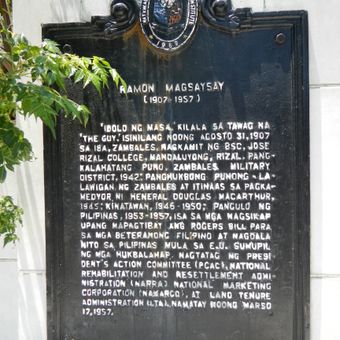 RAMON MAGSAYSAY
(1907-1957)
"IDOLO NG MASA," KILALA SA TAWAG NA
"THE GUY." ISINILANG NOONG AGOSTO 31, 1907
SA IBA, ZAMBALES. NAGKAMIT NG BSC, JOSE
RIZAL COLLEGE, MANDALUYONG, RIZAL. PANG-
KALAHATANG PUNO, ZAMBALES MILITARY
DISTRICT, 1942. PANGHUKBONG PUNONG - LA-
LAWIGAN NG ZAMBALES AT ITINAAS SA PAGKA-
MEDYOR NI HENERAL DOUGLAS MACARTHUR,
1945; KINATAWAN, 1946-1950; PANGULO NG
PILIPINAS, 1953-1957. ISA SA MGA NAGSIKAP
UPANG MAPAGTIBAY ANG ROGERS BILL PARA
SA MGA BETERANONG FILIPINO AT MAGDALA
NITO SA PILIPINAS MULA SA E.U. SUMUPIL
NG MGA HUKBALAHAP. NAGTATAG NG PRESI-
DENT'S ACTION COMMITTEE (PCAC), NATIONAL
REHABILITATION AND RESETTLEMENT ADMI-
NISTRATION (NARRA) NATIONAL MARKETING
CORPORATION (NAMARCO), AT LAND TENURE
ADMINISTRATION (LTA). NAMATAY NOONG MARSO
17, 1957.